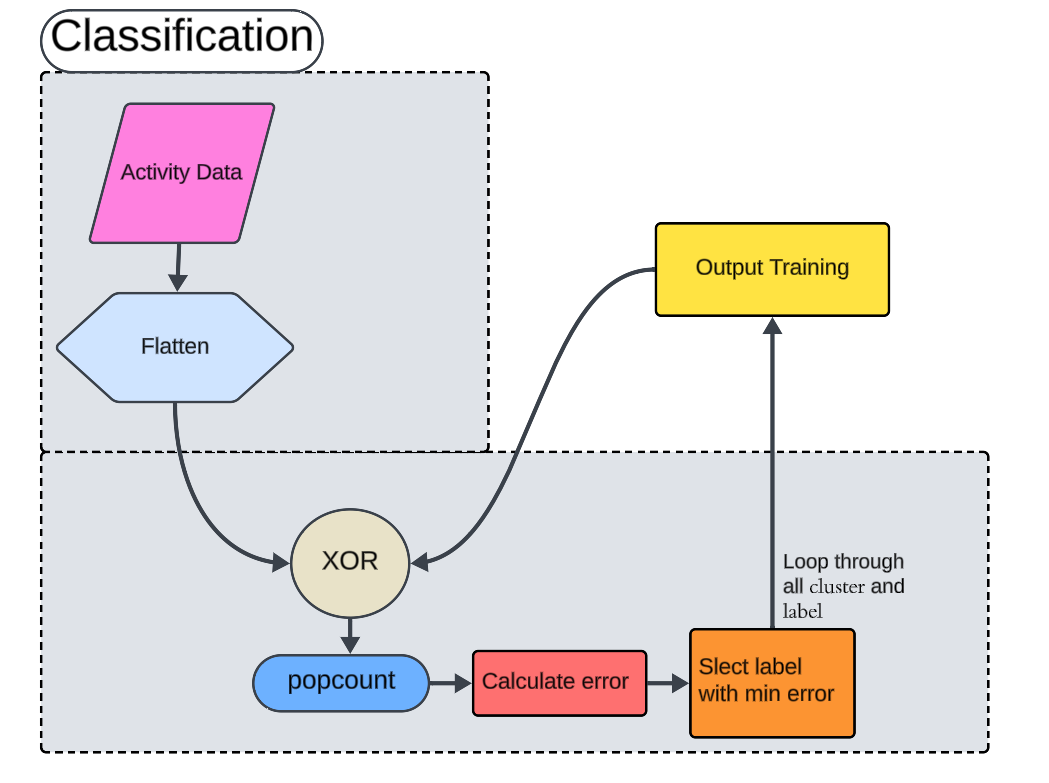 Classification
Activity Data
Flatten
Output Training
XOR
Loop through
all cluster and
label
popcount
Calculate error
Slect label
with min error